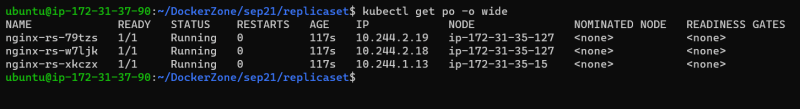 ubuntu@ip-172-31-37-90:~/DockerZone/sep21/replicaset$ kubectl get po -o wide
NAME READY STATUS RESTARTS AGE IP NODE NOMINATED NODE READINESS GATES
nginx-rs-79tzs 1/1 Running 0 117s 10.244.2.19 ip-172-31-35-127 <none> <none>
nginx-rs-w7ljk 1/1 Running 0 117s 10.244.2.18 ip-172-31-35-127 <none> <none>
nginx-rs-xkczx 1/1 Running 0 117s 10.244.1.13 ip-172-31-35-15 <none> <none>
ubuntu@ip-172-31-37-90:~/DockerZone/sep21/replicaset$